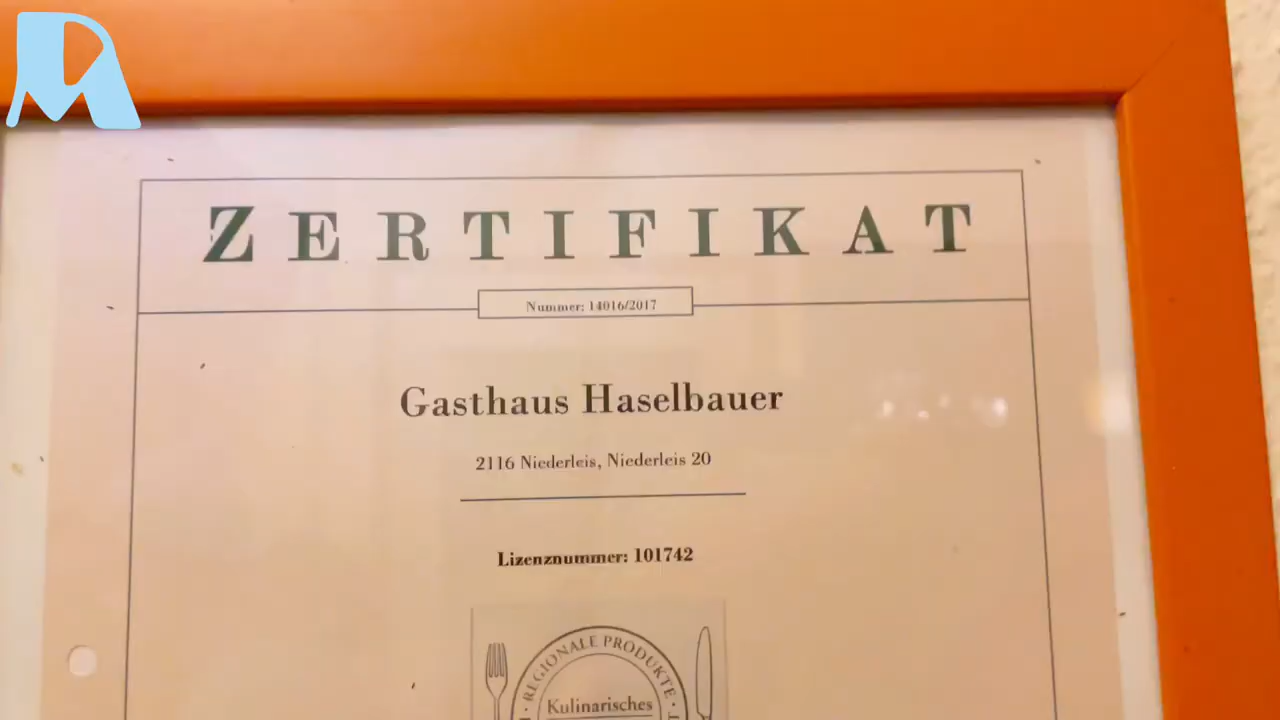 ZERTIFIKAT
Nummer: 14016/2017
Gasthaus Haselbauer
2116 Niederleis, Niederleis 20
Lizenznummer: 101742
· REGIONALE PRODUKTE ·
Kulinarisches